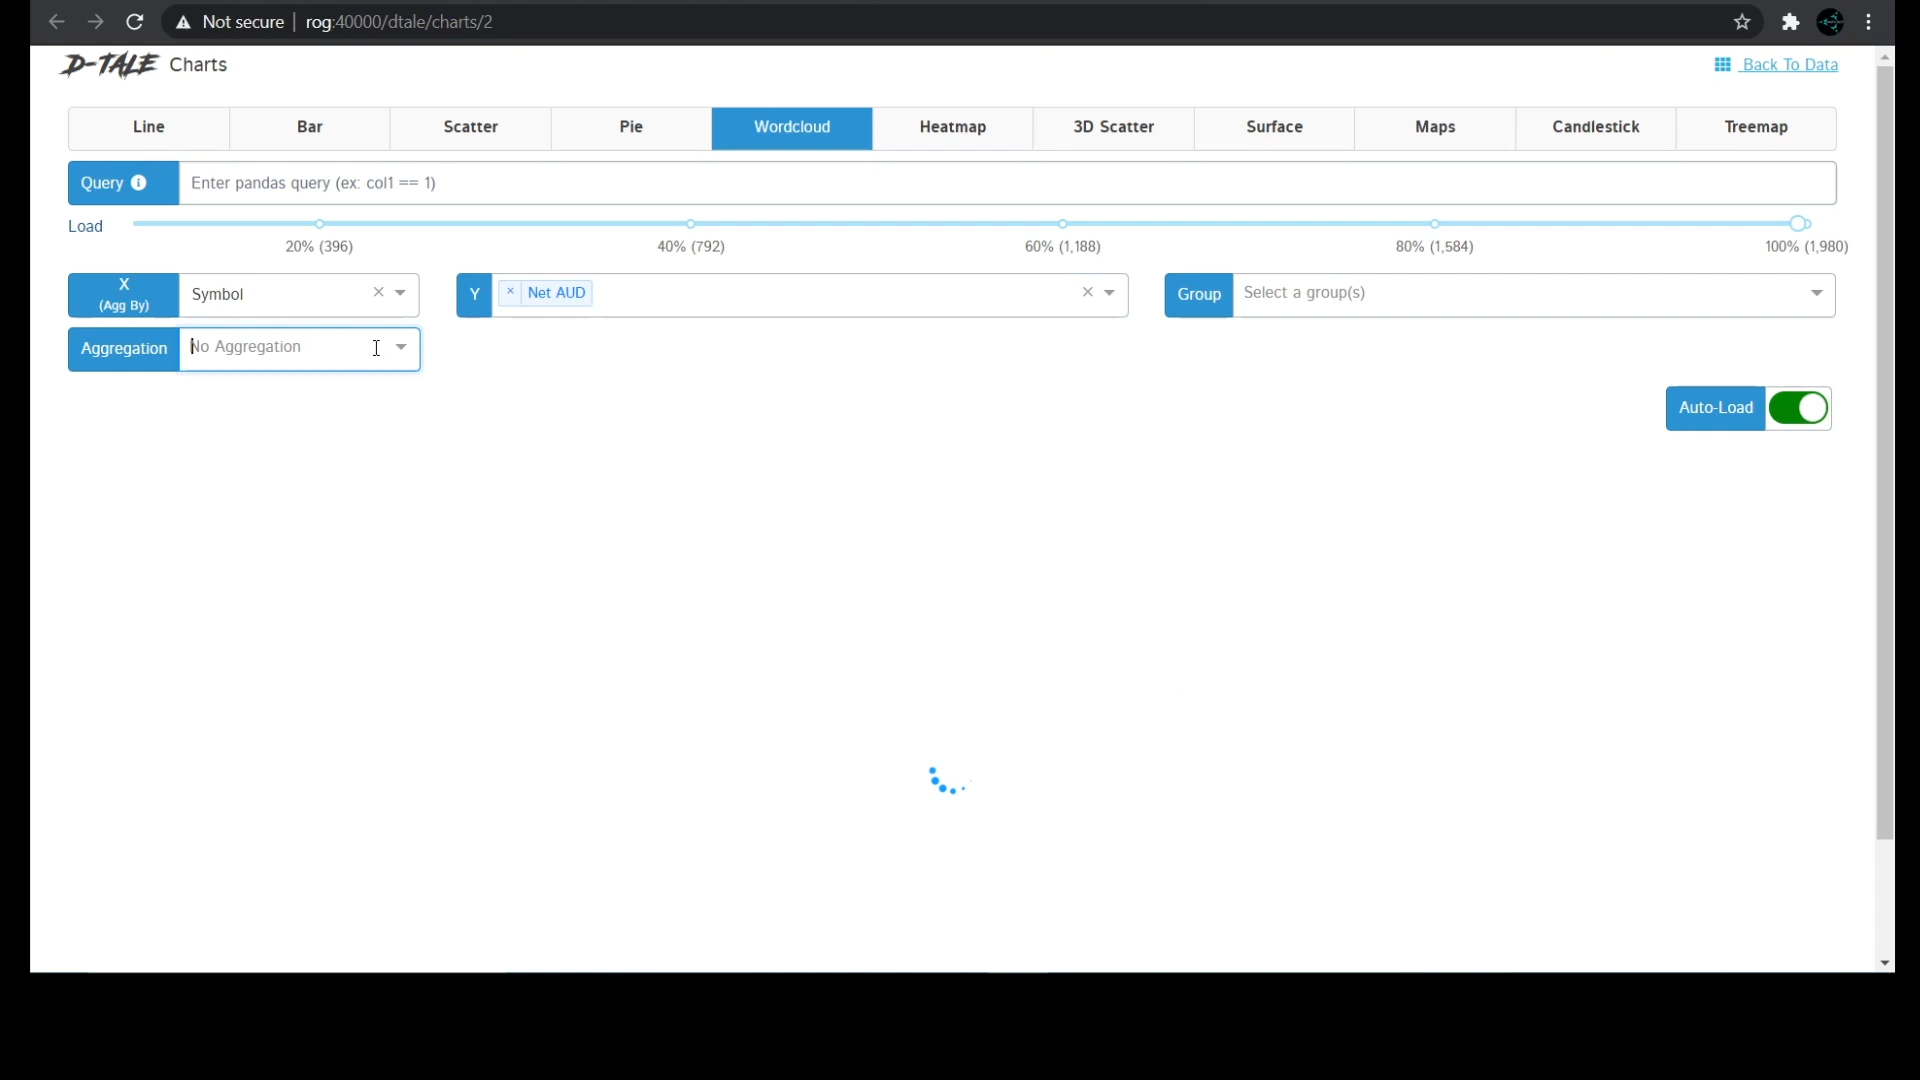 Not secure | rog:40000/dtale/charts/2
D-TALE Charts
Back To Data
Line Bar Scatter Pie Wordcloud Heatmap 3D Scatter Surface Maps Candlestick Treemap
Query Enter pandas query (ex: col1 == 1)
Load
20% (396) 40% (792) 60% (1,188) 80% (1,584) 100% (1,980)
X
(Agg By)
Symbol
Y × Net AUD
Group Select a group(s)
Aggregation No Aggregation
Auto-Load